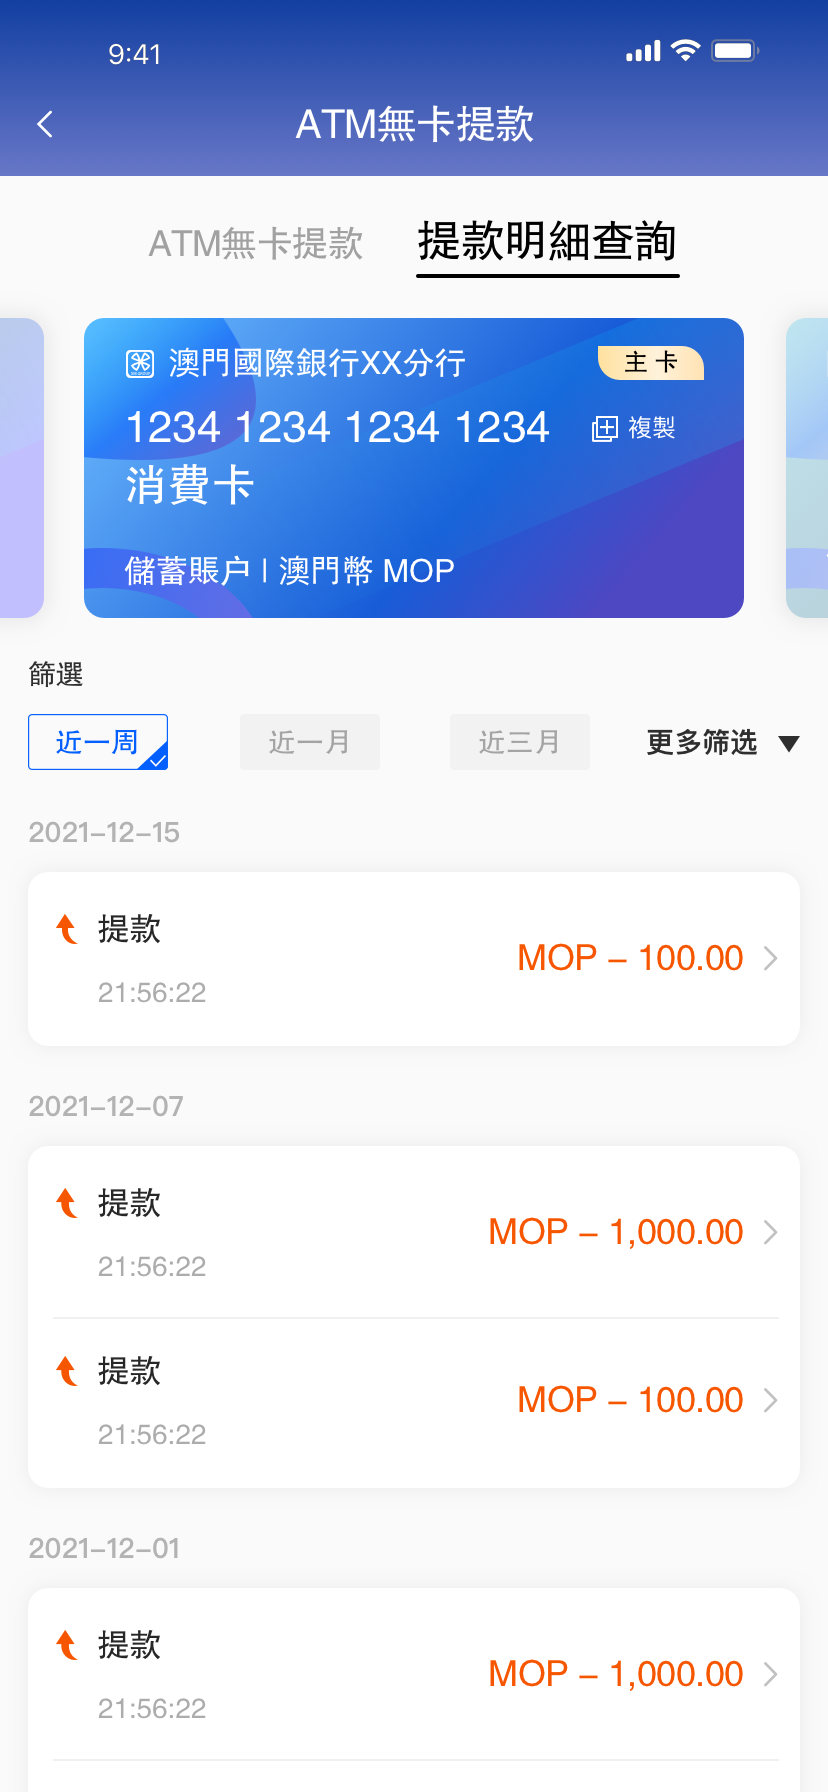 9:41
ATM無卡提款
ATM無卡提款 提款明細查詢
澳門國際銀行XX分行 主 卡
1234 1234 1234 1234 複製
消費卡
儲蓄賬户 | 澳門幣 MOP
篩選
近一周 近一月 近三月 更多筛选
2021-12-15
提款
MOP – 100.00
21:56:22
2021-12-07
提款
MOP – 1,000.00
21:56:22
提款
MOP – 100.00
21:56:22
2021-12-01
提款
MOP – 1,000.00
21:56:22